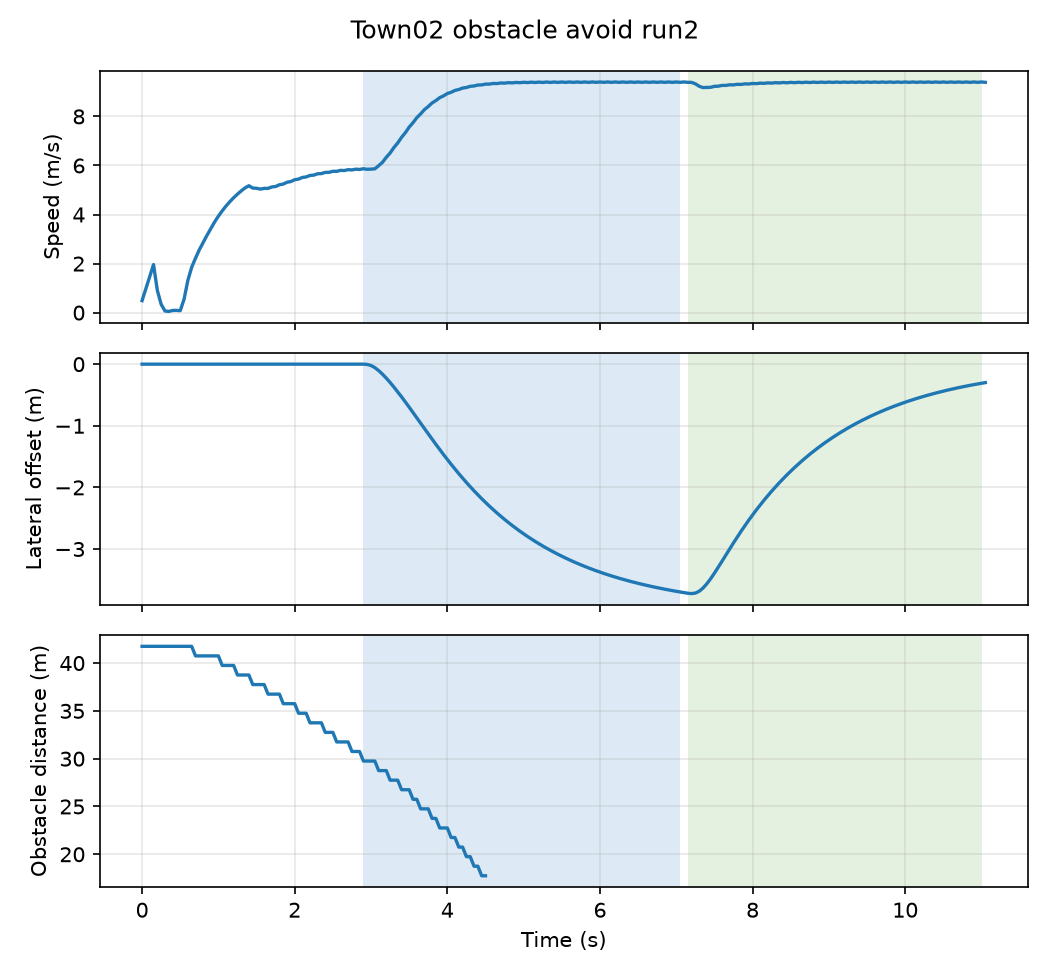 Town02 obstacle avoid run2
Speed (m/s)
8
6
4
2
0
Lateral offset (m)
0
−1
−2
−3
Obstacle distance (m)
40
35
30
25
20
0 2 4 6 8 10
Time (s)